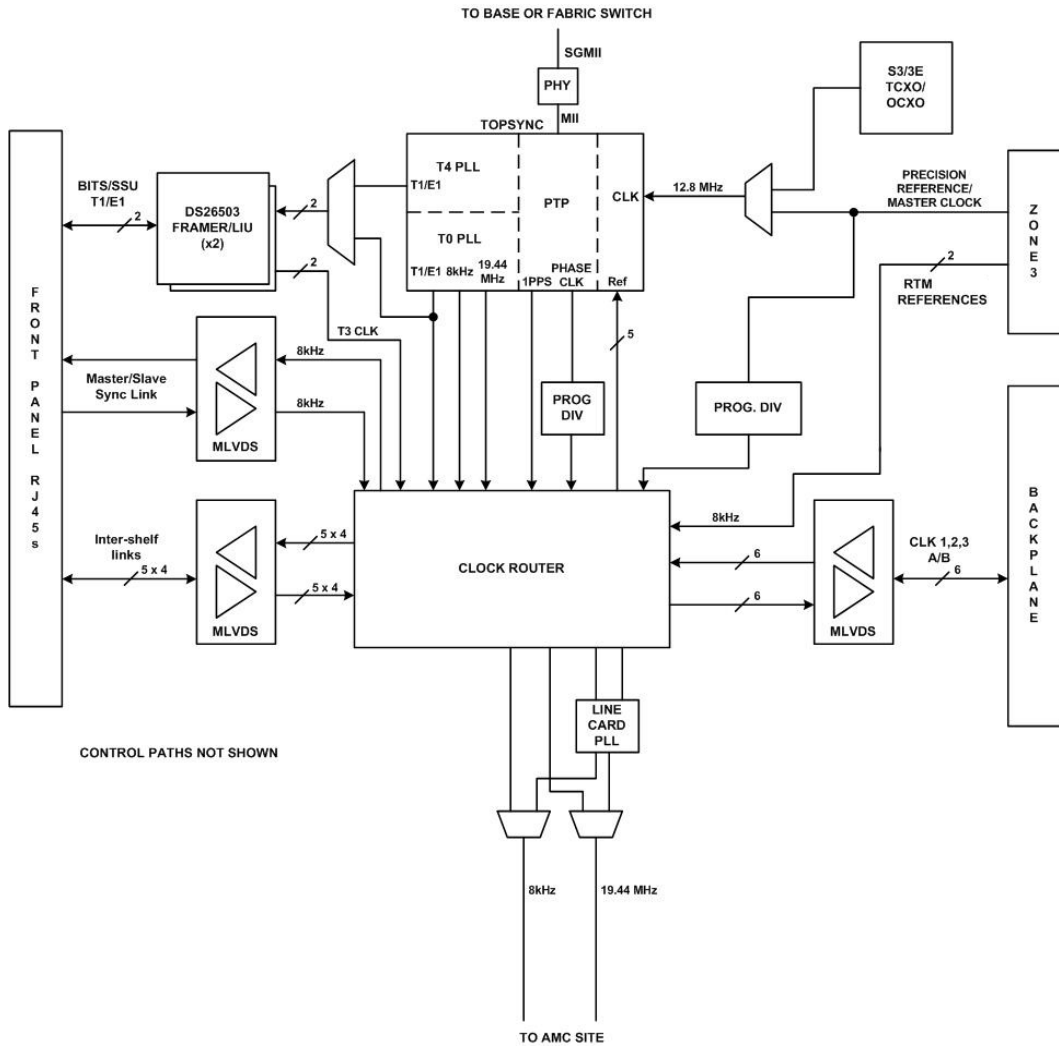 TO BASE OR FABRIC SWITCH
SGMII
PHY
MII
TOPSYNC
S3/3E
TCXO/
OCXO
T4 PLL
T1/E1
PTP
CLK
T0 PLL
T1/E1
8kHz
19.44
MHz
1PPS
PHASE
CLK
Ref
12.8 MHz
PRECISION
REFERENCE/
MASTER CLOCK
ZONE 3
2
RTM
REFERENCES
BITS/SSU
T1/E1
2
DS26503
FRAMER/LIU
(x2)
2
2
T3 CLK
5
FRONT PANEL RJ45s
8kHz
Master/Slave
Sync Link
8kHz
MLVDS
PROG
DIV
PROG. DIV
BACKPLANE
Inter-shelf
links
5 x 4
5 x 4
5 x 4
MLVDS
CLOCK ROUTER
8kHz
6
6
MLVDS
CLK 1,2,3
A/B
6
LINE
CARD
PLL
CONTROL PATHS NOT SHOWN
8kHz
19.44 MHz
TO AMC SITE